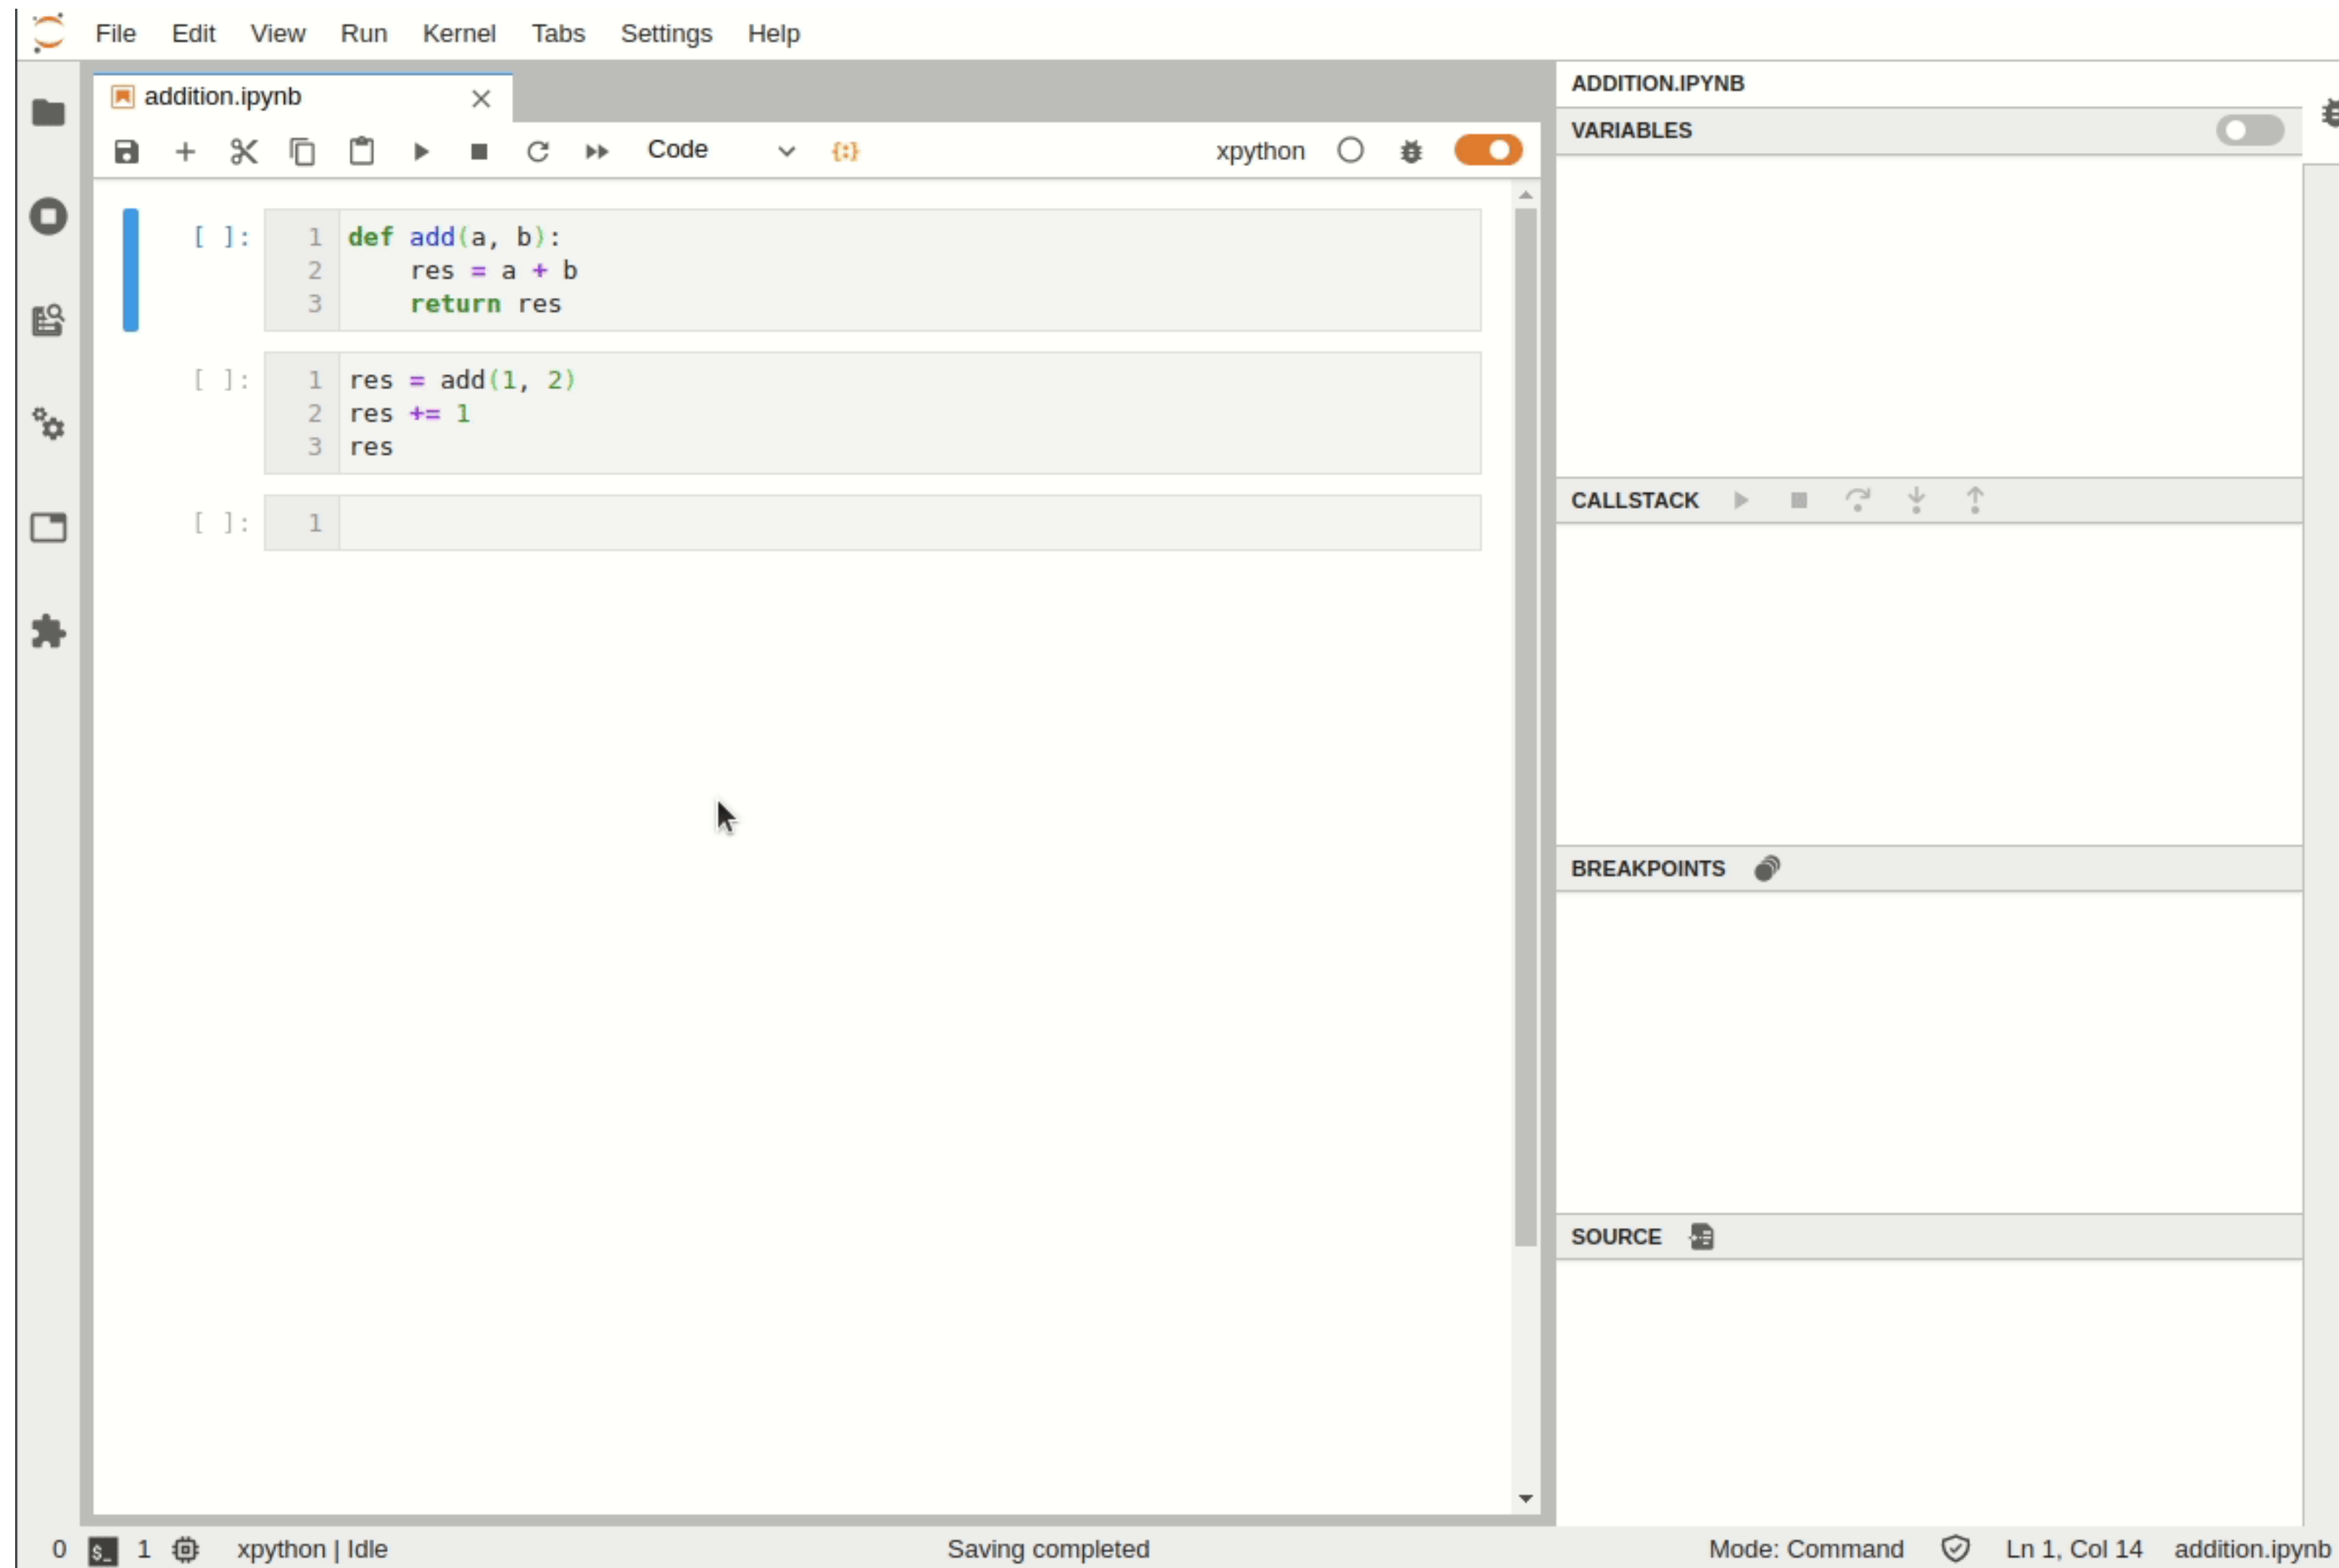 File Edit View Run Kernel Tabs Settings Help
addition.ipynb
Code {:} xpython
[ ]: 1 def add(a, b):
2     res = a + b
3     return res
[ ]: 1 res = add(1, 2)
2 res += 1
3 res
[ ]: 1
ADDITION.IPYNB
VARIABLES
CALLSTACK
BREAKPOINTS
SOURCE
0 $_ 1 xpython | Idle Saving completed Mode: Command Ln 1, Col 14 addition.ipynb